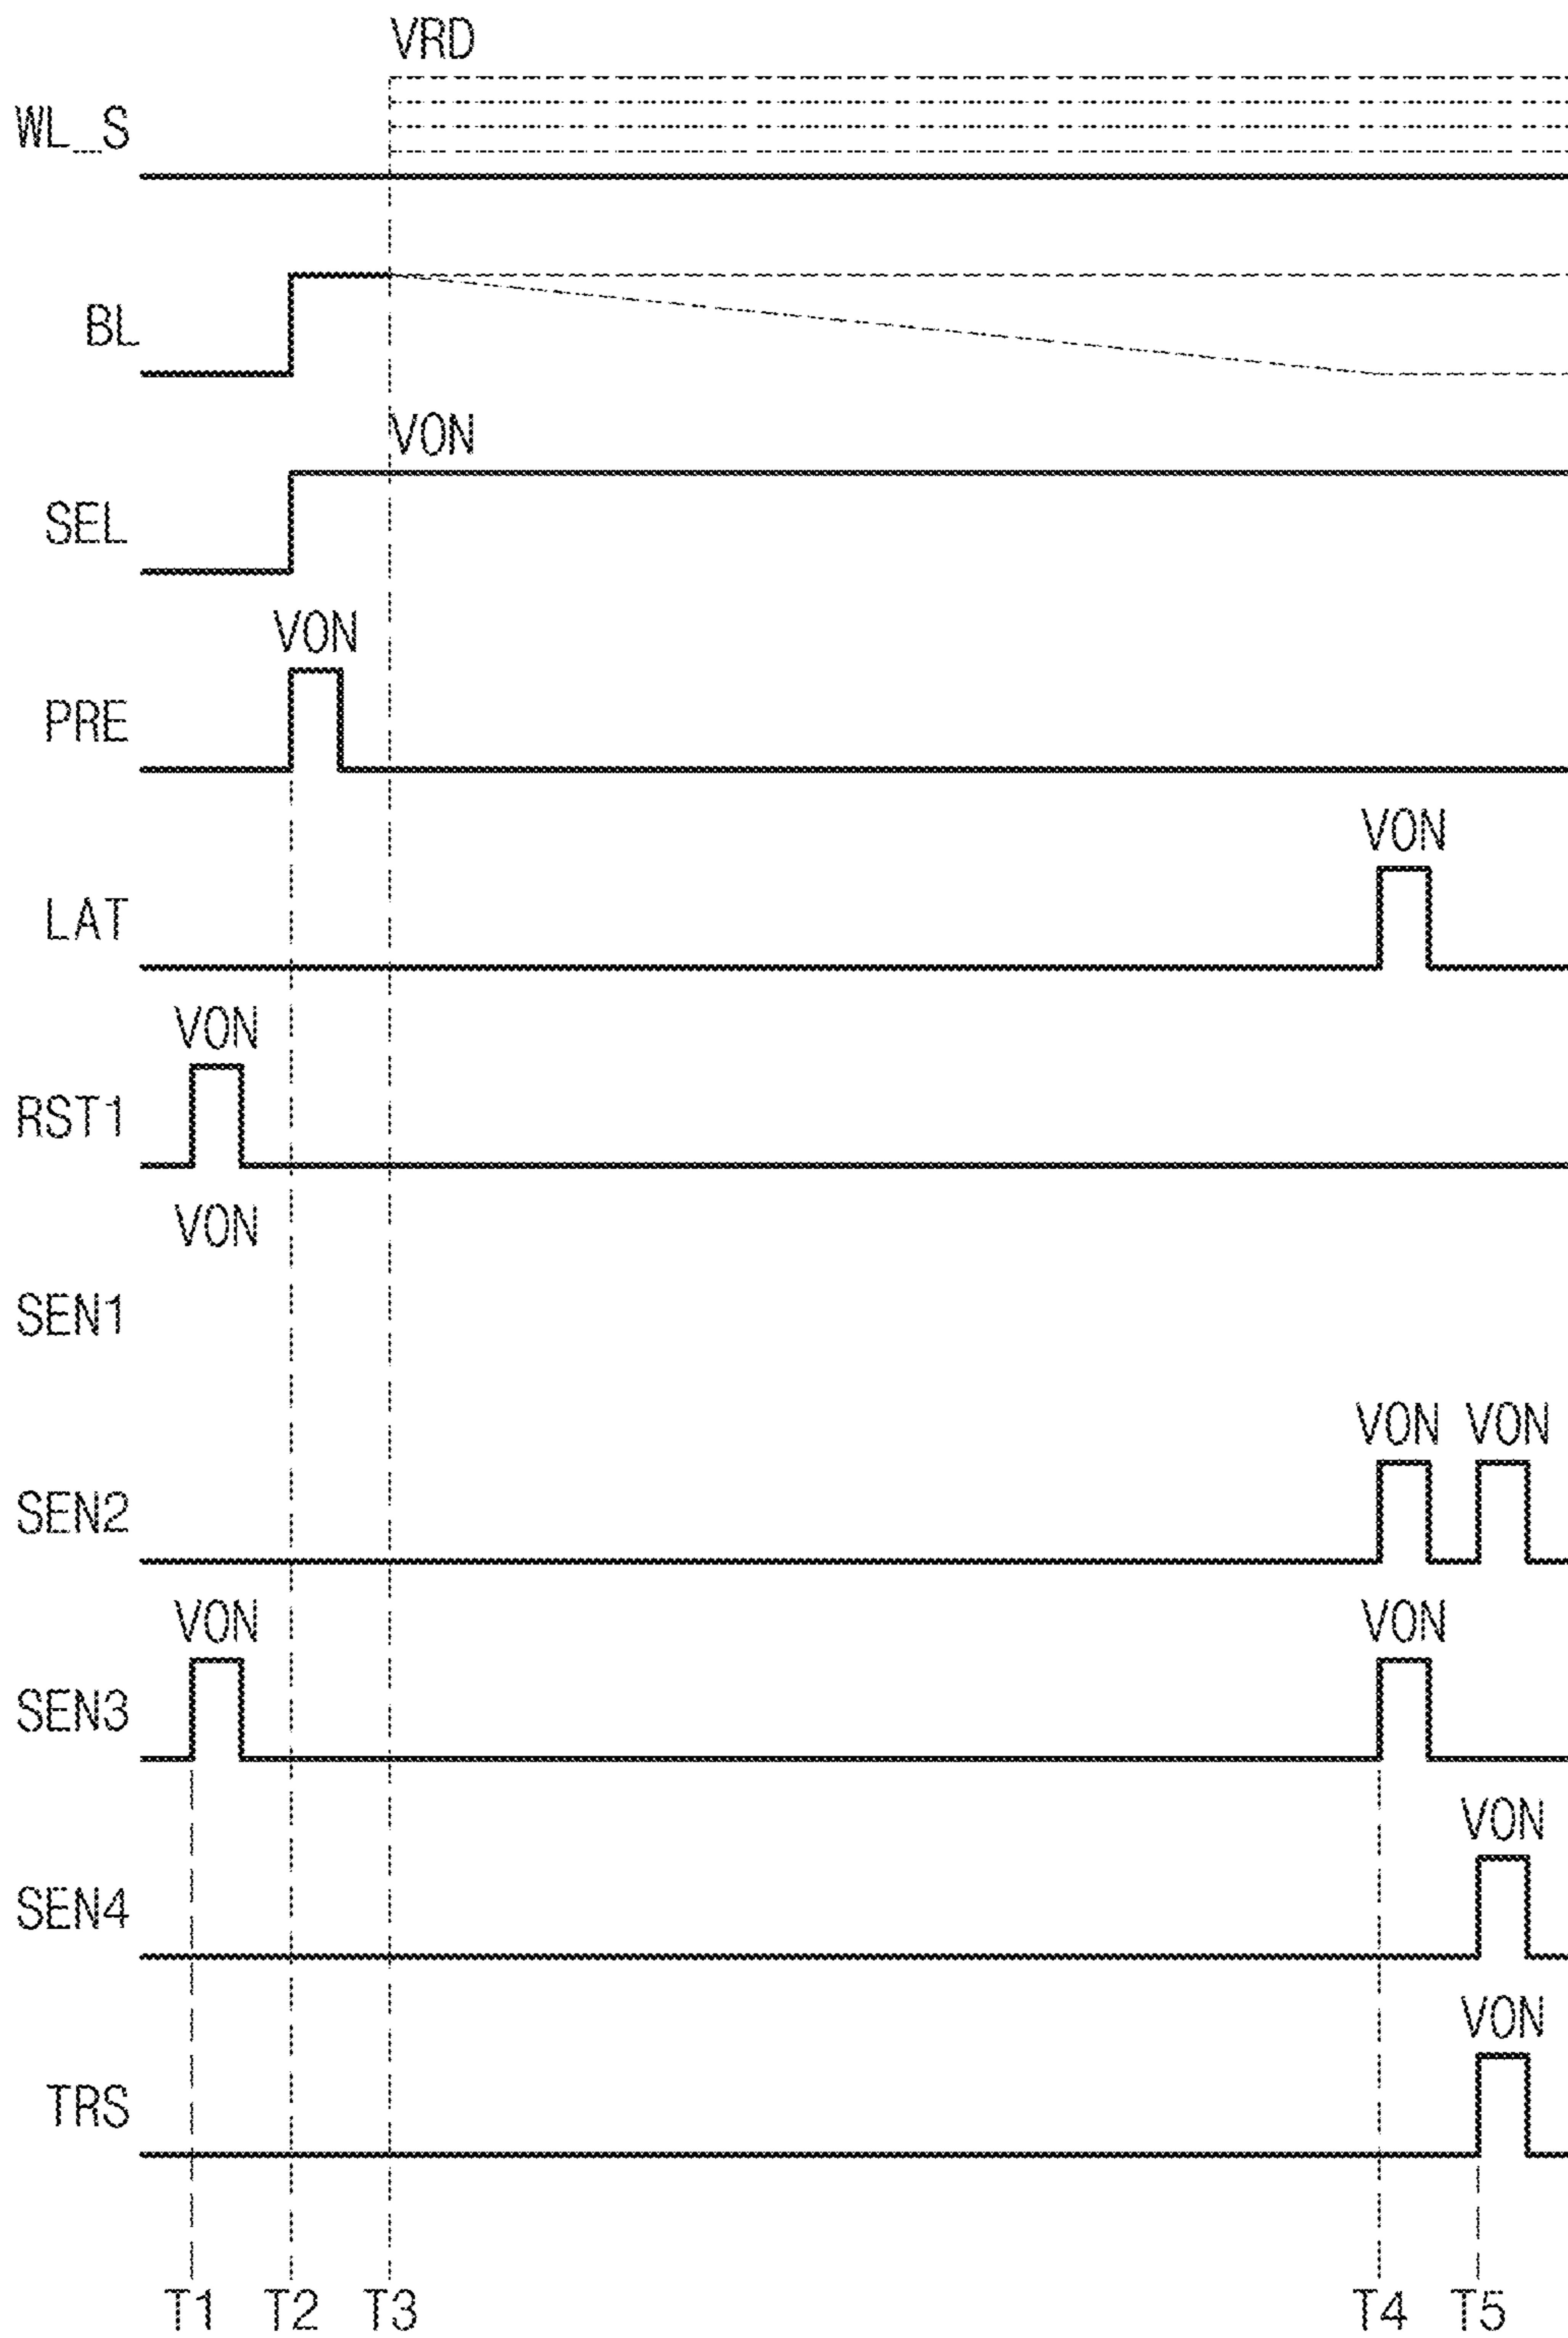 VRD
WL_S
BL
VON
SEL
VON
PRE
VON
LAT
VON
RST1
VON
SEN1
VON VON
SEN2
VON VON
SEN3
VON
SEN4
VON
TRS
T1 T2 T3 T4 T5